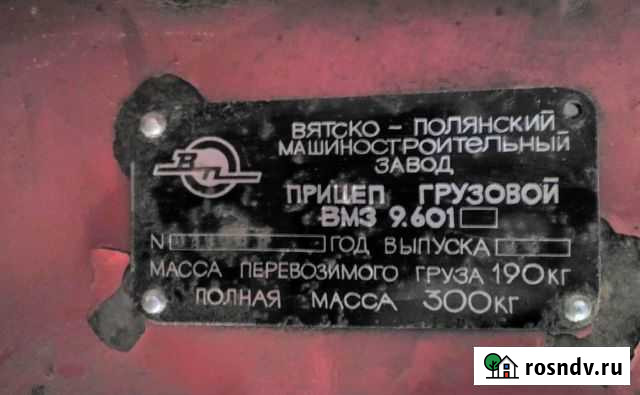 ВЯТСКО - ПОЛЯНСКИЙ
МАШИНОСТРОИТЕЛЬНЫЙ
ЗАВОД
ВП
ПРИЦЕП ГРУЗОВОЙ
ВМЗ 9.601
N ГОД ВЫПУСКА
МАССА ПЕРЕВОЗИМОГО ГРУЗА 190КГ
ПОЛНАЯ МАССА 300КГ
rosndv.ru